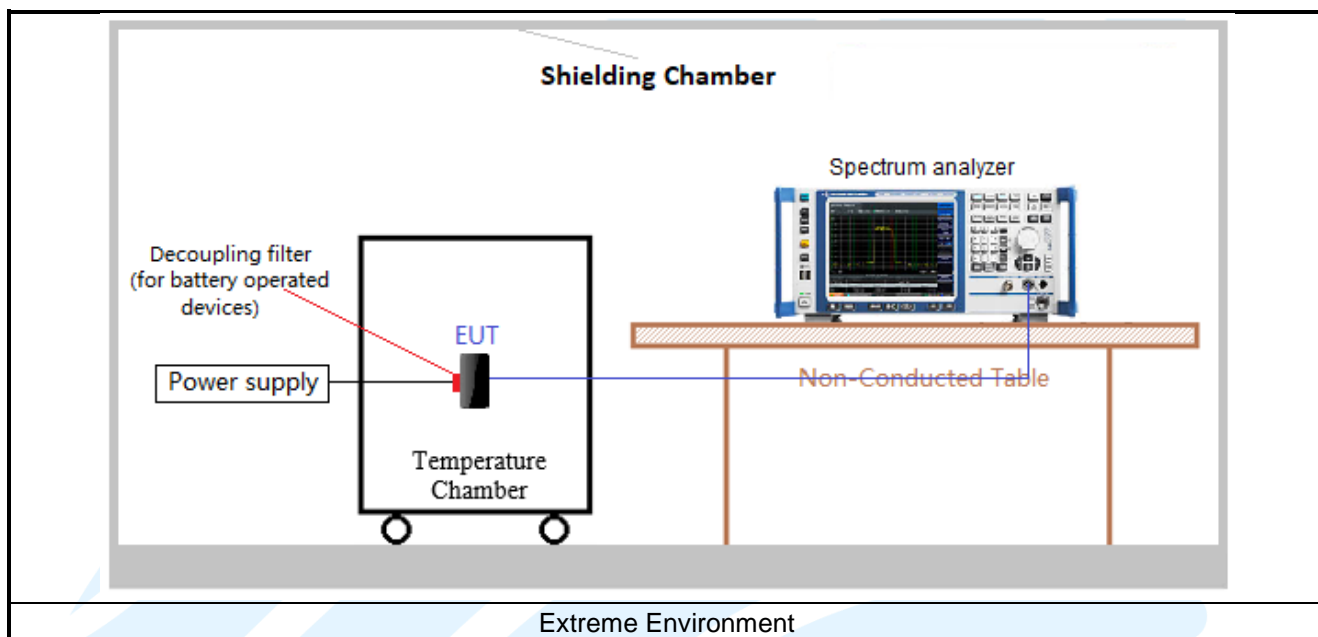 Shielding Chamber
Spectrum analyzer
Decoupling filter
(for battery operated
devices)
EUT
Power supply
Non-Conducted Table
Temperature
Chamber
Extreme Environment